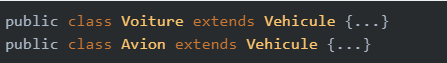 public class Voiture extends Vehicule {...}
public class Avion extends Vehicule {...}